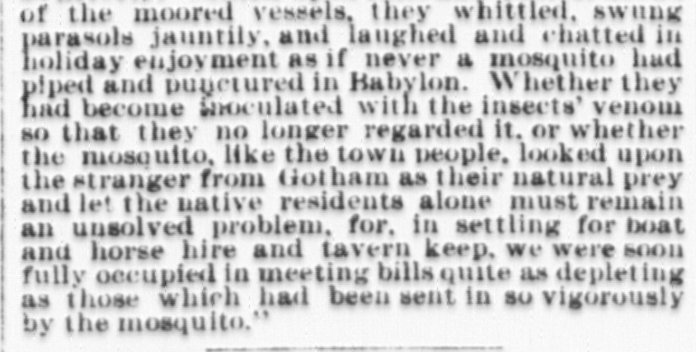 of the moored vessels, they whittled, swung
parasols jauntily, and laughed and chatted in
holiday enjoyment as if never a mosquito had
piped and punctured in Babylon. Whether they
had become inoculated with the insects' venom
so that they no longer regarded it, or whether
the mosquito, like the town people, looked upon
the stranger from Gotham as their natural prey
and let the native residents alone must remain
an unsolved problem, for, in settling for boat
and horse hire and tavern keep, we were soon
fully occupied in meeting bills quite as depleting
as those which had been sent in so vigorously
by the mosquito."